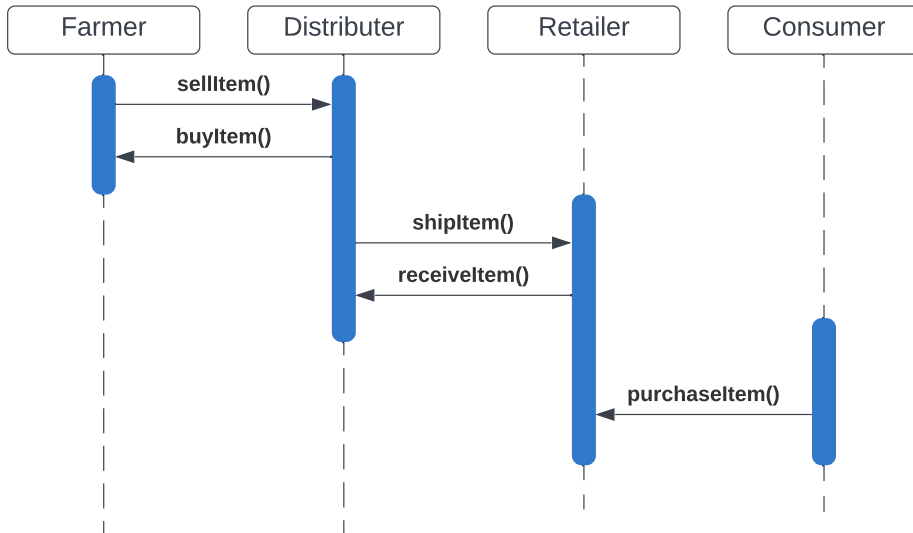 Farmer
Distributer
Retailer
Consumer
sellItem()
buyItem()
shipItem()
receiveItem()
purchaseItem()